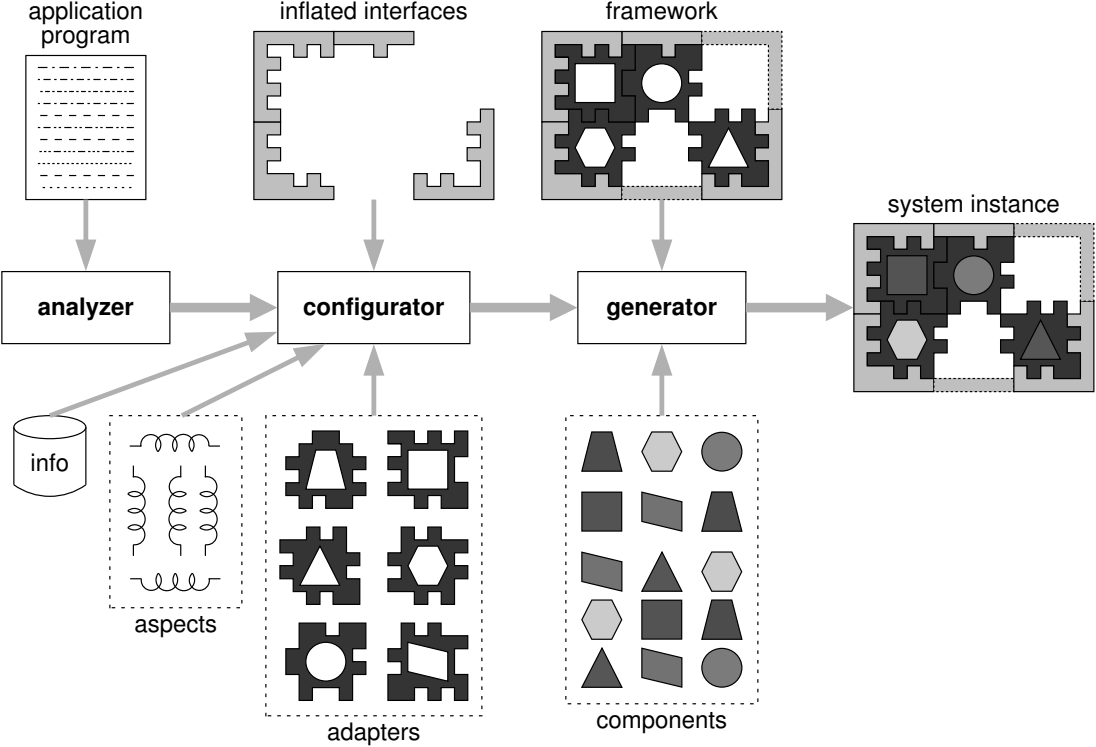 application
program
inflated interfaces
framework
system instance
analyzer
configurator
generator
info
aspects
adapters
components